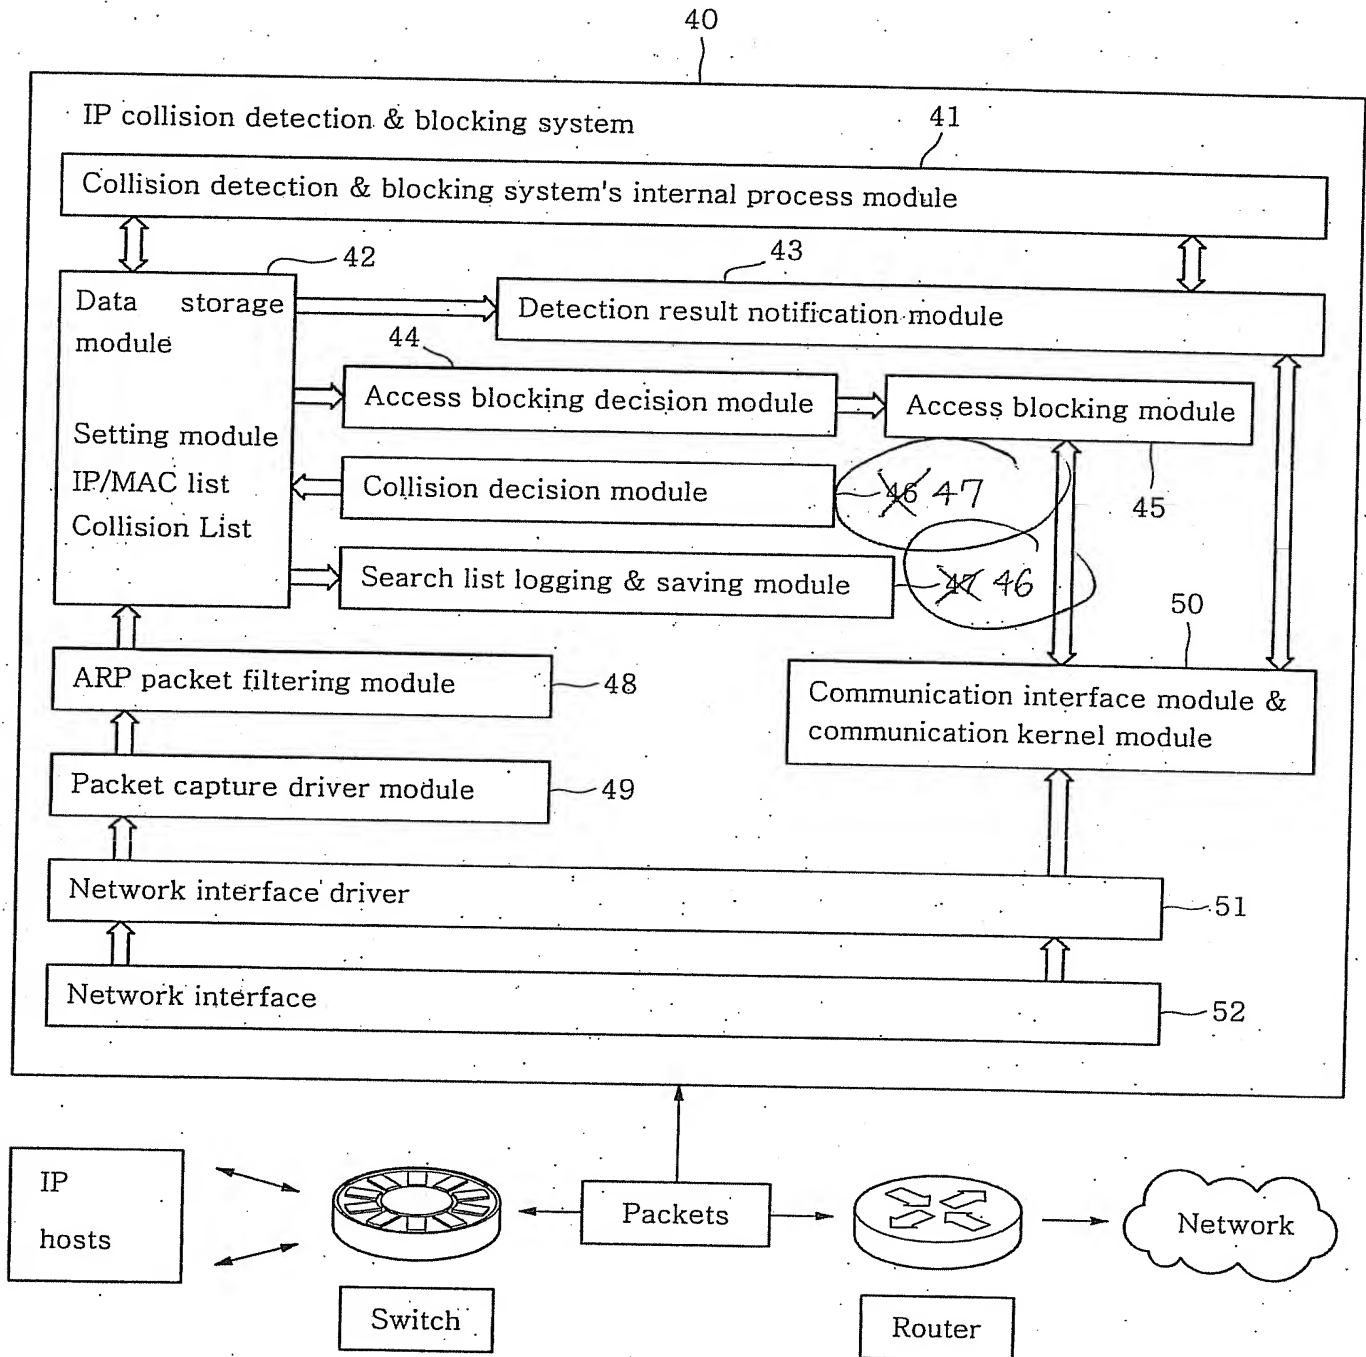 40
IP collision detection & blocking system
41
Collision detection & blocking system's internal process module
42
43
Data storage
module
Setting module
IP/MAC list
Collision List
Detection result notification module
44
Access blocking decision module
Access blocking module
45
Collision decision module
46 47
Search list logging & saving module
47 46
50
ARP packet filtering module
48
Communication interface module &
communication kernel module
Packet capture driver module
49
Network interface driver
51
Network interface
52
IP
hosts
Switch
Packets
Router
Network